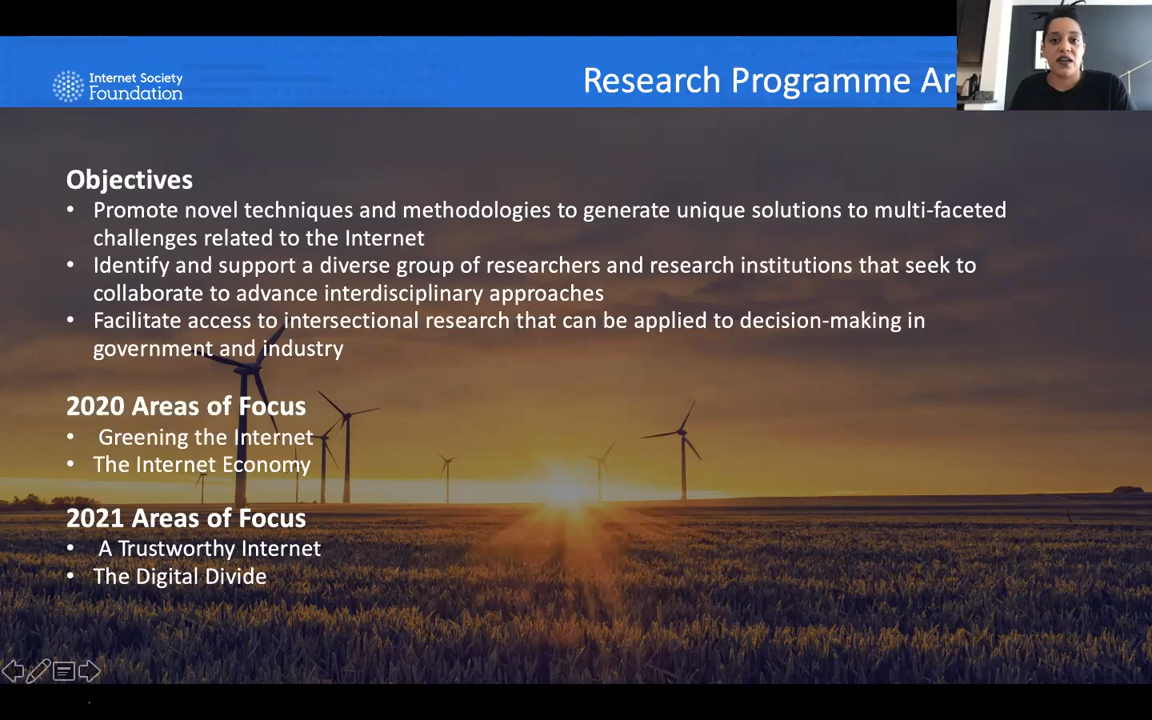 Internet Society
Foundation
Research Programme Ar
Objectives
• Promote novel techniques and methodologies to generate unique solutions to multi-faceted
challenges related to the Internet
• Identify and support a diverse group of researchers and research institutions that seek to
collaborate to advance interdisciplinary approaches
• Facilitate access to intersectional research that can be applied to decision-making in
government and industry
2020 Areas of Focus
• Greening the Internet
• The Internet Economy
2021 Areas of Focus
• A Trustworthy Internet
• The Digital Divide